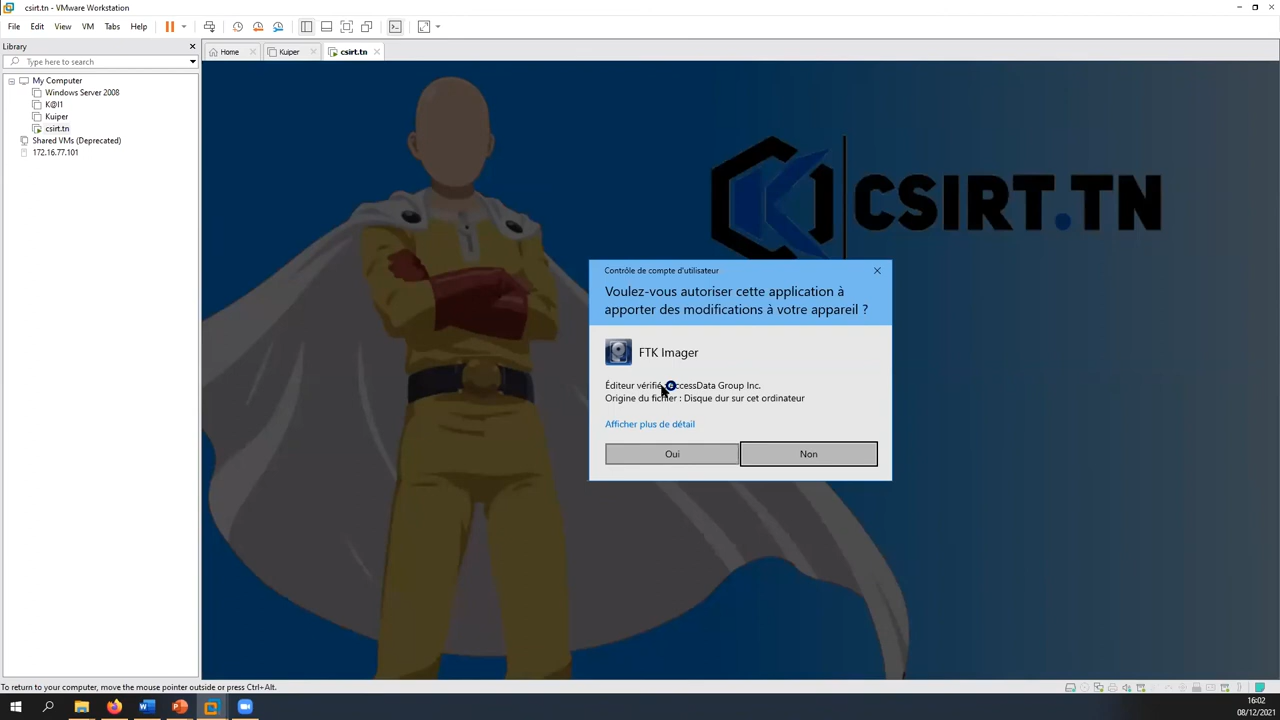 csirt.tn - VMware Workstation
File Edit View VM Tabs Help
Library
Type here to search
My Computer
Windows Server 2008
K@l1
Kuiper
csirt.tn
Shared VMs (Deprecated)
172.16.77.101
Home
Kuiper
csirt.tn
CSIRT.TN
Contrôle de compte d'utilisateur
Voulez-vous autoriser cette application à
apporter des modifications à votre appareil ?
FTK Imager
Éditeur vérifié ccessData Group Inc.
Origine du fichier : Disque dur sur cet ordinateur
Afficher plus de détail
Oui Non
To return to your computer, move the mouse pointer outside or press Ctrl+Alt.
16:02
08/12/2021